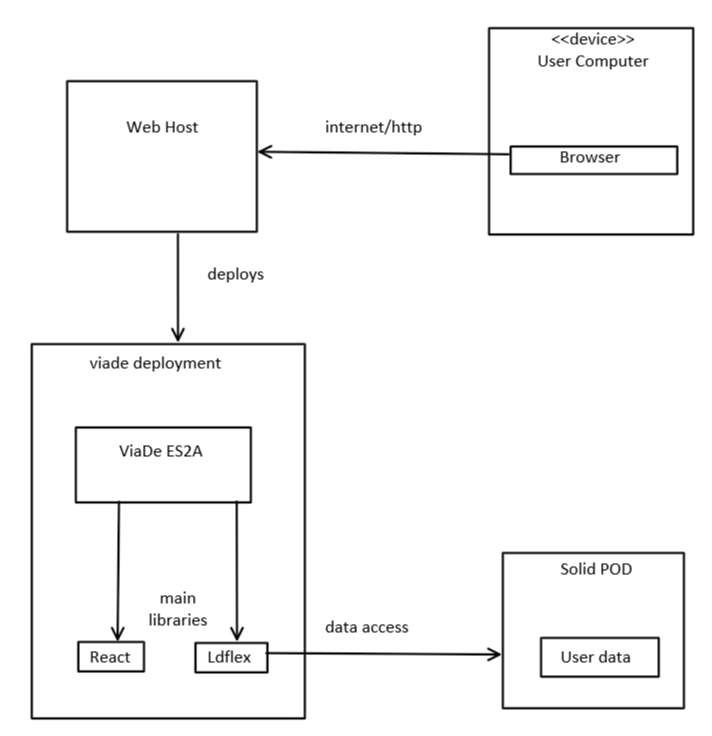 <<device>>
User Computer
Web Host
internet/http
Browser
deploys
viade deployment
ViaDe ES2A
main
libraries
React
Ldflex
data access
Solid POD
User data